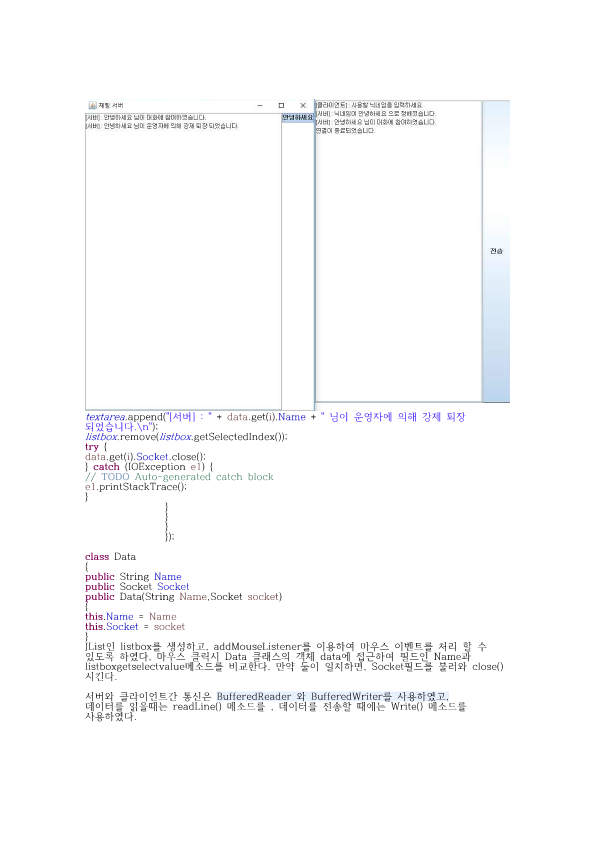 채팅 서버
[서버] : 안녕하세요 님이 대화에 참여하였습니다.
[서버] : 안녕하세요 님이 운영자에 의해 강제 퇴장 되었습니다.
안녕하세요
[클라이언트] : 사용할 닉네임을 입력하세요.
[서버] : 닉네임이 안녕하세요 으로 정해졌습니다.
[서버] : 안녕하세요 님이 대화에 참여하였습니다.
연결이 종료되었습니다.
전송
textarea.append("[서버] : " + data.get(i).Name + " 님이 운영자에 의해 강제 퇴장
되었습니다.\n");
listbox.remove(listbox.getSelectedIndex());
try {
data.get(i).Socket.close();
} catch (IOException e1) {
// TODO Auto-generated catch block
e1.printStackTrace();
}
}
}
}
});
class Data
{
public String Name
public Socket Socket
public Data(String Name,Socket socket)
{
this.Name = Name
this.Socket = socket
}
JList인 listbox를 생성하고, addMouseListener를 이용하여 마우스 이벤트를 처리 할 수
있도록 하였다. 마우스 클릭시 Data 클래스의 객체 data에 접근하여 필드인 Name과
listboxgetselectvalue메소드를 비교한다. 만약 둘이 일치하면, Socket필드를 불러와 close()
시킨다.
서버와 클라이언트간 통신은 BufferedReader 와 BufferedWriter를 사용하였고,
데이터를 읽을때는 readLine() 메소드를 , 데이터를 전송할 때에는 Write() 메소드를
사용하였다.